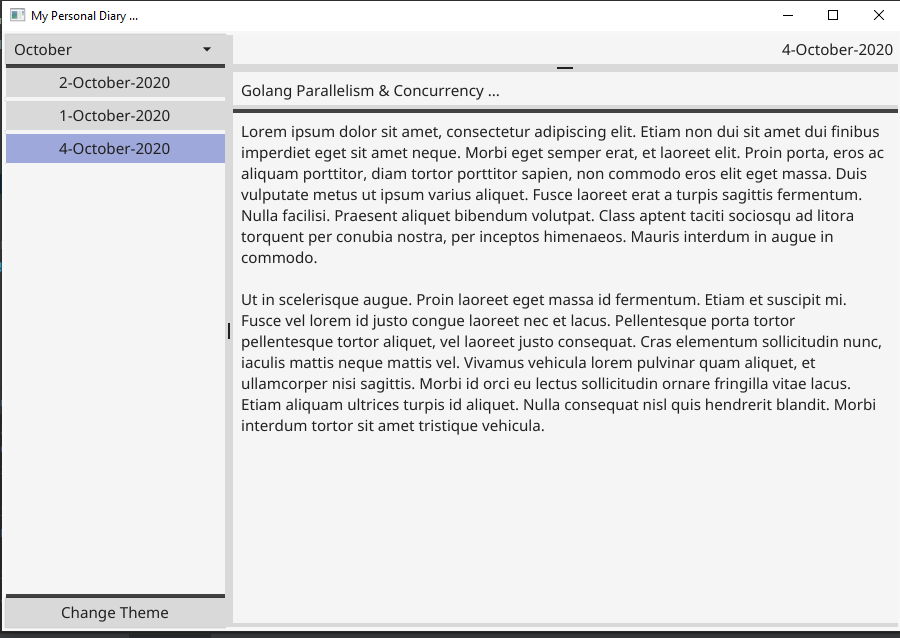 My Personal Diary ...
October
2-October-2020
1-October-2020
4-October-2020
Change Theme
4-October-2020
Golang Parallelism & Concurrency ...
Lorem ipsum dolor sit amet, consectetur adipiscing elit. Etiam non dui sit amet dui finibus
imperdiet eget sit amet neque. Morbi eget semper erat, et laoreet elit. Proin porta, eros ac
aliquam porttitor, diam tortor porttitor sapien, non commodo eros elit eget massa. Duis
vulputate metus ut ipsum varius aliquet. Fusce laoreet erat a turpis sagittis fermentum.
Nulla facilisi. Praesent aliquet bibendum volutpat. Class aptent taciti sociosqu ad litora
torquent per conubia nostra, per inceptos himenaeos. Mauris interdum in augue in
commodo.
Ut in scelerisque augue. Proin laoreet eget massa id fermentum. Etiam et suscipit mi.
Fusce vel lorem id justo congue laoreet nec et lacus. Pellentesque porta tortor
pellentesque tortor aliquet, vel laoreet justo consequat. Cras elementum sollicitudin nunc,
iaculis mattis neque mattis vel. Vivamus vehicula lorem pulvinar quam aliquet, et
ullamcorper nisi sagittis. Morbi id orci eu lectus sollicitudin ornare fringilla vitae lacus.
Etiam aliquam ultrices turpis id aliquet. Nulla consequat nisl quis hendrerit blandit. Morbi
interdum tortor sit amet tristique vehicula.